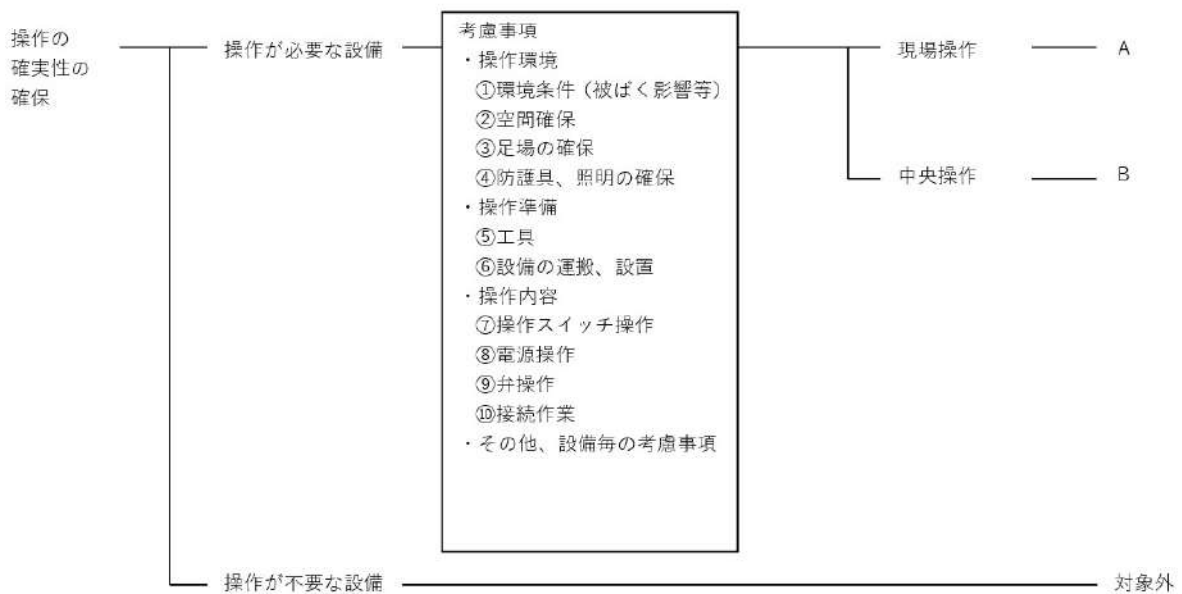 操作の
確実性の
確保
操作が必要な設備
考慮事項
・操作環境
①環境条件（被ばく影響等）
②空間確保
③足場の確保
④防護具、照明の確保
・操作準備
⑤工具
⑥設備の運搬、設置
・操作内容
⑦操作スイッチ操作
⑧電源操作
⑨弁操作
⑩接続作業
・その他、設備毎の考慮事項
現場操作
A
中央操作
B
操作が不要な設備
対象外